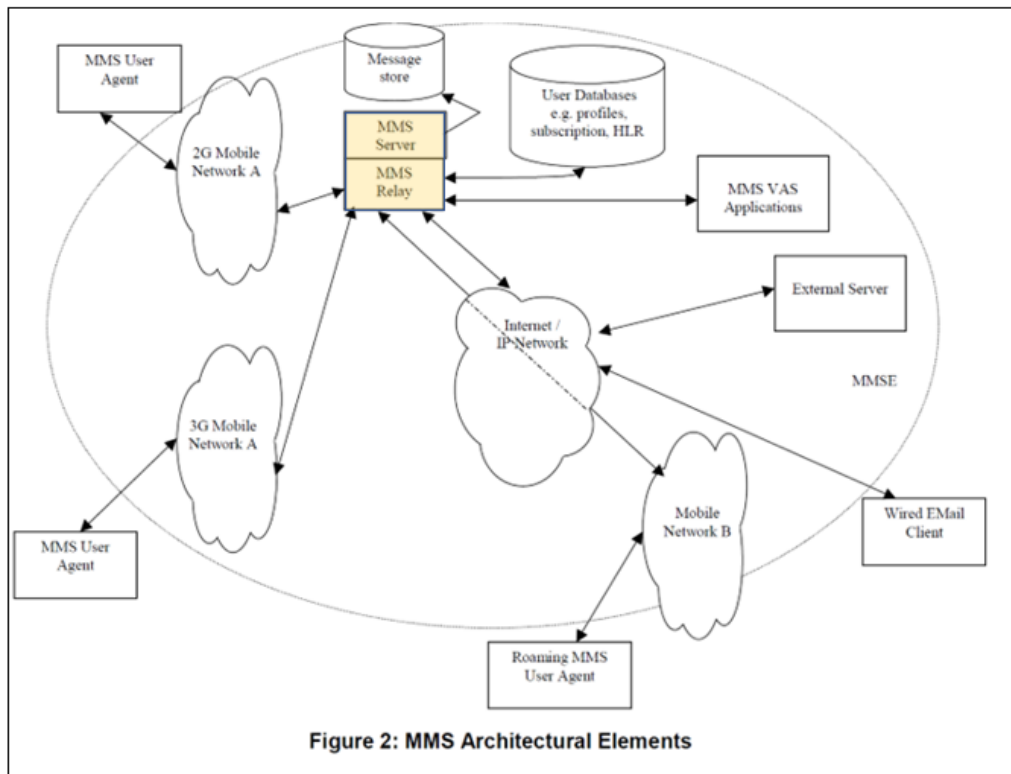 MMS User
Agent
Message
store
User Databases
e.g. profiles,
subscription, HLR
MMS
Server
MMS
Relay
2G Mobile
Network A
MMS VAS
Applications
External Server
Internet /
IP Network
MMSE
3G Mobile
Network A
MMS User
Agent
Mobile
Network B
Wired EMail
Client
Roaming MMS
User Agent
Figure 2: MMS Architectural Elements